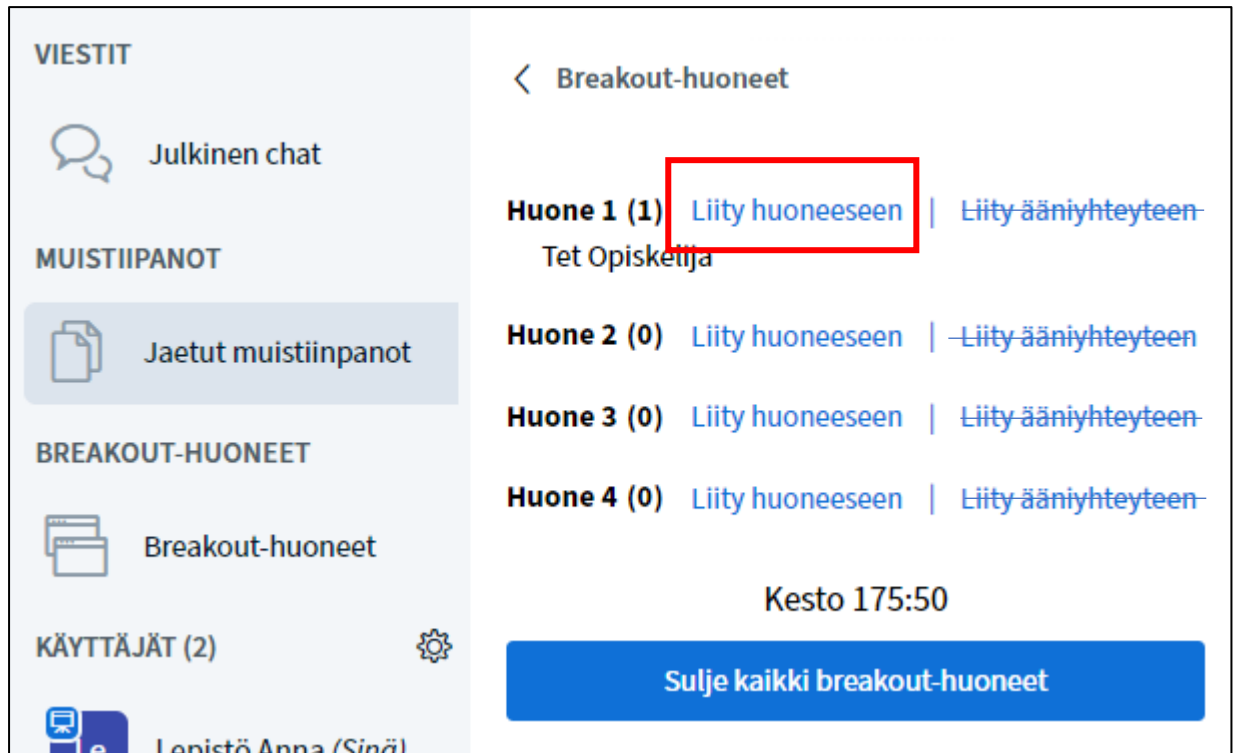 VIESTIT
Julkinen chat
MUISTIIPANOT
Jaetut muistiinpanot
BREAKOUT-HUONEET
Breakout-huoneet
KÄYTTÄJÄT (2)
e
Lepistö Anna (Sinä)
Breakout-huoneet
Huone 1 (1) Liity huoneeseen | Liity ääniyhteyteen
Tet Opiskelija
Huone 2 (0) Liity huoneeseen | Liity ääniyhteyteen
Huone 3 (0) Liity huoneeseen | Liity ääniyhteyteen
Huone 4 (0) Liity huoneeseen | Liity ääniyhteyteen
Kesto 175:50
Sulje kaikki breakout-huoneet